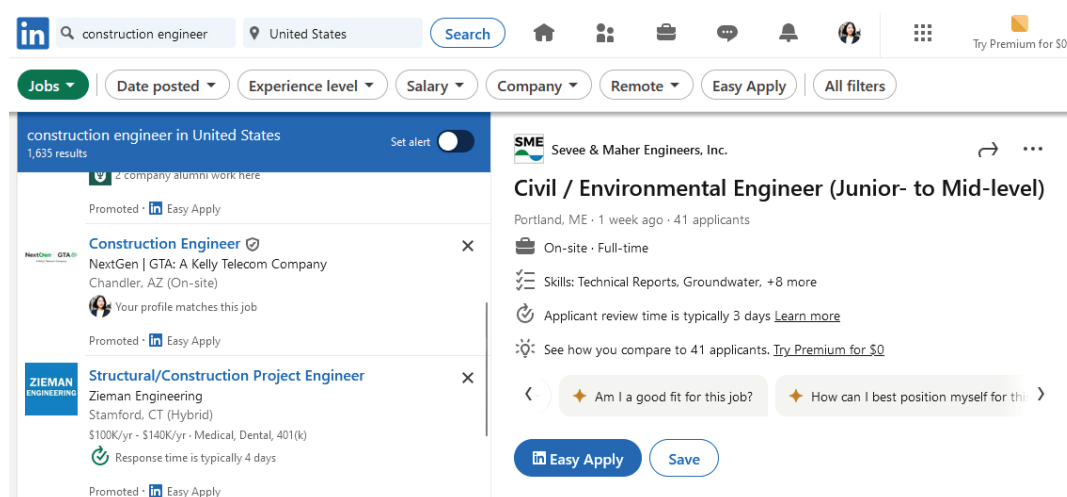 in
construction engineer
United States
Search
Try Premium for $0
Jobs
Date posted
Experience level
Salary
Company
Remote
Easy Apply
All filters
construction engineer in United States
1,635 results
Set alert
2 company alumni work here
Promoted · in Easy Apply
NextGen GTA
Construction Engineer
NextGen | GTA: A Kelly Telecom Company
Chandler, AZ (On-site)
Your profile matches this job
Promoted · in Easy Apply
ZIEMAN
ENGINEERING
Structural/Construction Project Engineer
Zieman Engineering
Stamford, CT (Hybrid)
$100K/yr - $140K/yr · Medical, Dental, 401(k)
Response time is typically 4 days
Promoted · in Easy Apply
SME
Sevee & Maher Engineers, Inc.
Civil / Environmental Engineer (Junior- to Mid-level)
Portland, ME · 1 week ago · 41 applicants
On-site · Full-time
Skills: Technical Reports, Groundwater, +8 more
Applicant review time is typically 3 days Learn more
See how you compare to 41 applicants. Try Premium for $0
Am I a good fit for this job?
How can I best position myself for thi
in Easy Apply
Save